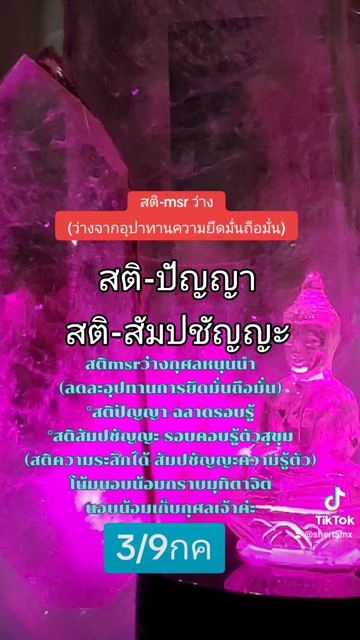 สติ-msr ว่าง
(ว่างจากอุปาทานความยึดมั่นถือมั่น)
สติ-ปัญญา
สติ-สัมปชัญญะ
สติmsrว่างกุศลหนุนนำ
(ลดละอุปทานการยึดมั่นถือมั่น)
°สติปัญญา ฉลาดรอบรู้
°สติสัมปชัญญะ รอบคอบรู้ตัวสุขุม
(สติความระลึกได้ สัมปชัญญะความรู้ตัว)
โน้มนอบน้อมกราบมุทิตาจิต
นอบน้อมเก็บกุศลเจ้าค่ะ
3/9กค
TikTok
@sherlamx